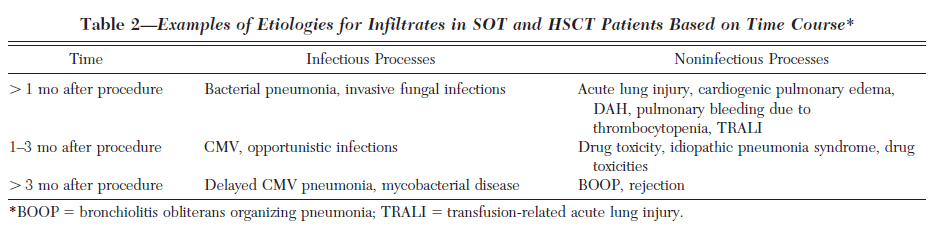 Table 2—Examples of Etiologies for Infiltrates in SOT and HSCT Patients Based on Time Course*
Time Infectious Processes Noninfectious Processes
> 1 mo after procedure Bacterial pneumonia, invasive fungal infections Acute lung injury, cardiogenic pulmonary edema,
DAH, pulmonary bleeding due to
thrombocytopenia, TRALI
1–3 mo after procedure CMV, opportunistic infections Drug toxicity, idiopathic pneumonia syndrome, drug
toxicities
> 3 mo after procedure Delayed CMV pneumonia, mycobacterial disease BOOP, rejection
*BOOP = bronchiolitis obliterans organizing pneumonia; TRALI = transfusion-related acute lung injury.